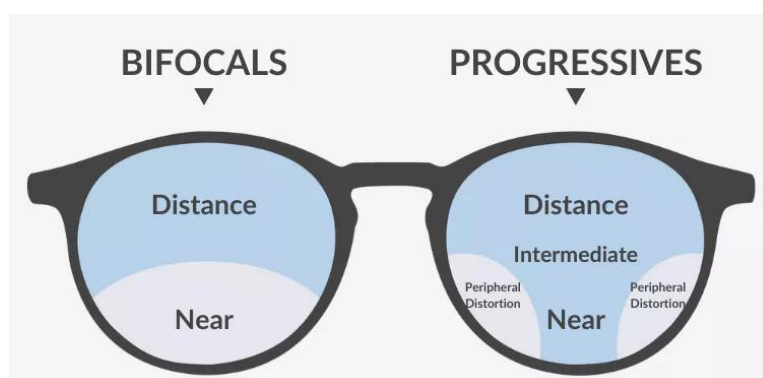 BIFOCALS
PROGRESSIVES
Distance
Near
Distance
Intermediate
Peripheral
Distortion
Near
Peripheral
Distortion